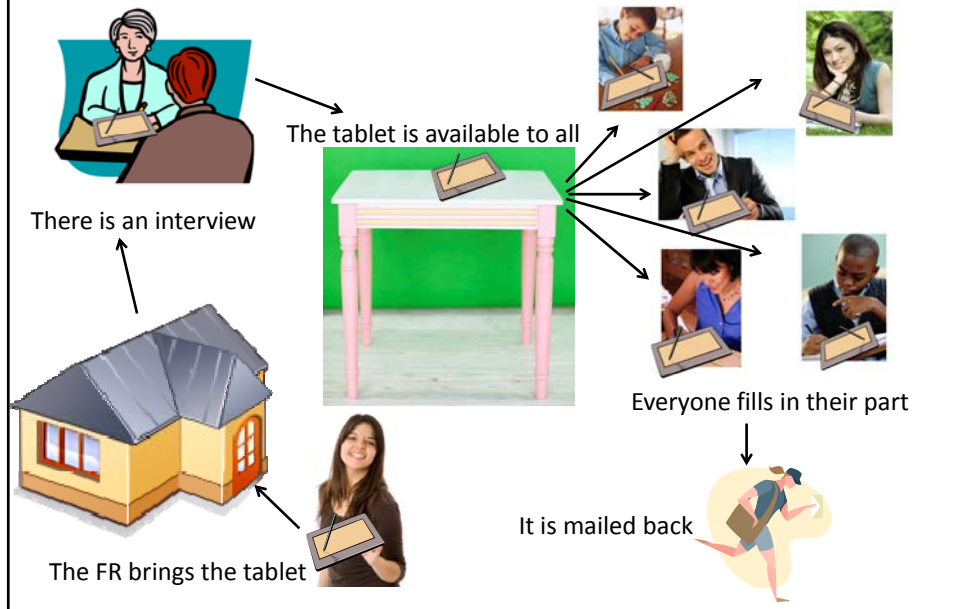 The tablet is available to all
There is an interview
Everyone fills in their part
It is mailed back
The FR brings the tablet